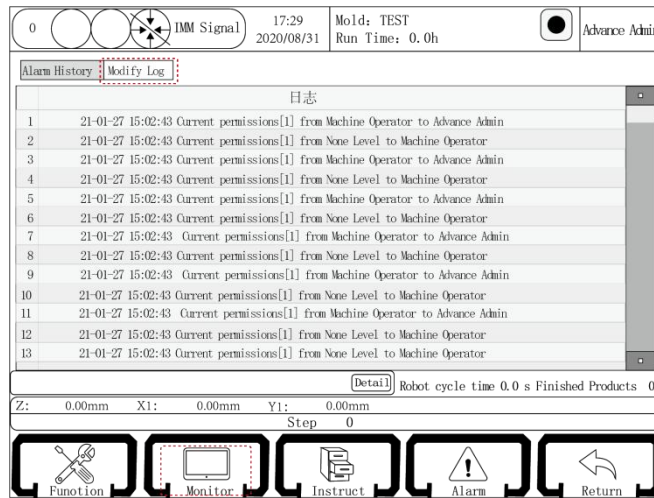 0 IMM Signal 17:29 Mold: TEST
2020/08/31 Run Time: 0.0h Advance Admi
Alarm History Modify Log
日志
1 21-01-27 15:02:43 Current permissions[1] from Machine Operator to Advance Admin
2 21-01-27 15:02:43 Current permissions[1] from None Level to Machine Operator
3 21-01-27 15:02:43 Current permissions[1] from Machine Operator to Advance Admin
4 21-01-27 15:02:43 Current permissions[1] from None Level to Machine Operator
5 21-01-27 15:02:43 Current permissions[1] from Machine Operator to Advance Admin
6 21-01-27 15:02:43 Current permissions[1] from None Level to Machine Operator
7 21-01-27 15:02:43 Current permissions[1] from Machine Operator to Advance Admin
8 21-01-27 15:02:43 Current permissions[1] from None Level to Machine Operator
9 21-01-27 15:02:43 Current permissions[1] from Machine Operator to Advance Admin
10 21-01-27 15:02:43 Current permissions[1] from None Level to Machine Operator
11 21-01-27 15:02:43 Current permissions[1] from Machine Operator to Advance Admin
12 21-01-27 15:02:43 Current permissions[1] from None Level to Machine Operator
13 21-01-27 15:02:43 Current permissions[1] from None Level to Machine Operator
Detail Robot cycle time 0.0 s Finished Products 0
Z: 0.00mm X1: 0.00mm Y1: 0.00mm
Step 0
Funotion Monitor Instruct Alarm Return